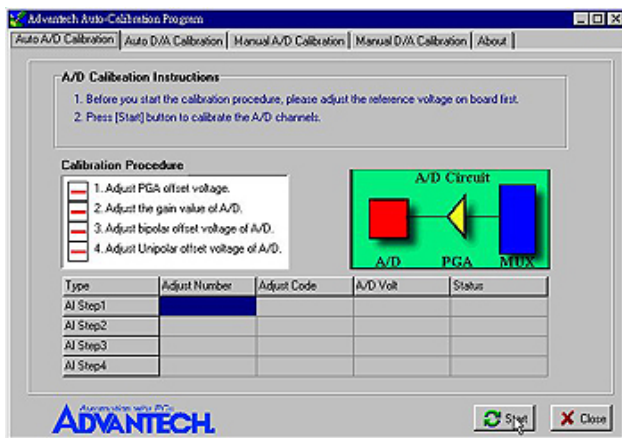 Advantech Auto-Calibration Program
Auto A/D Calibration
Auto D/A Calibration
Manual A/D Calibration
Manual D/A Calibration
About
A/D Calibration Instructions
1. Before you start the calibration procedure, please adjust the reference voltage on board first.
2. Press [Start] button to calibrate the A/D channels.
Calibration Procedure
1. Adjust PGA offset voltage.
2. Adjust the gain value of A/D.
3. Adjust bipolar offset voltage of A/D.
4. Adjust Unipolar offset voltage of A/D.
A/D Circuit
A/D
PGA
MUX
Type
Adjust Number
Adjust Code
A/D Volt
Status
AI Step1
AI Step2
AI Step3
AI Step4
Automation with PCs
ADVANTECH
Start
Close